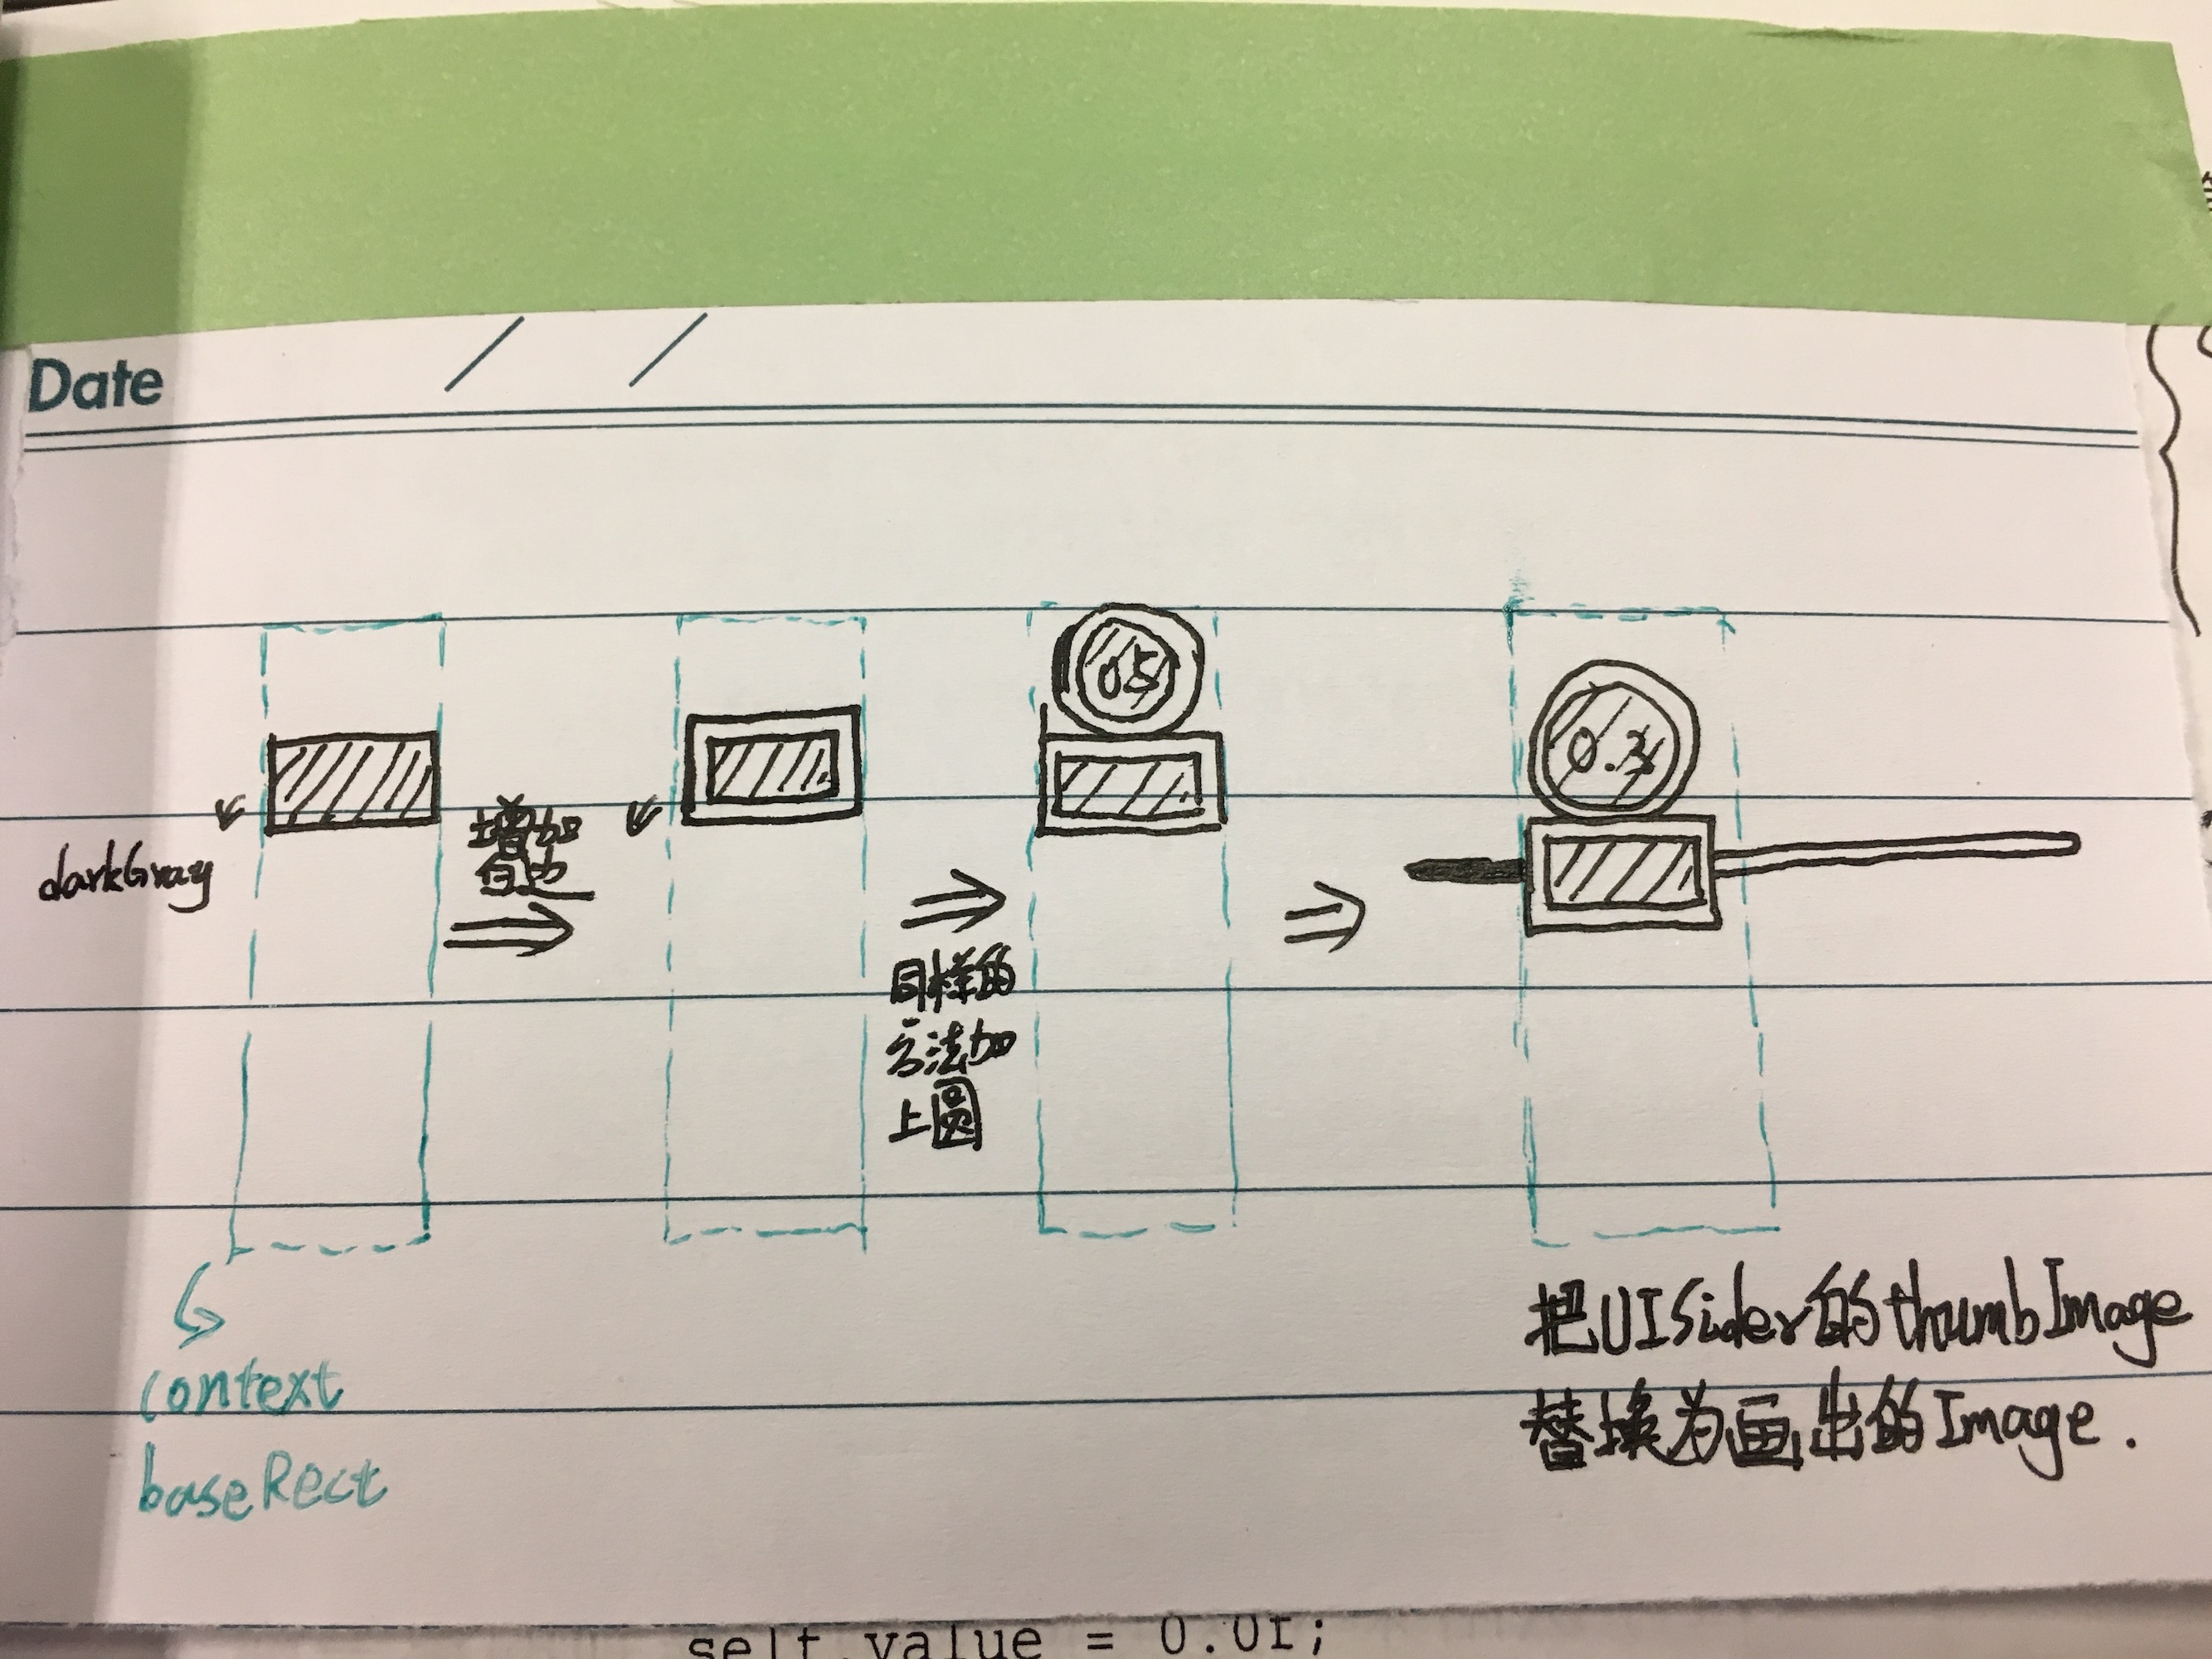 Date
05
0.3
增加
白边
darkGray
同样的
方法加
上圆
把UISider的thumbImage
替换为画出的Image.
context
baseRect
self.value = 0.0f;